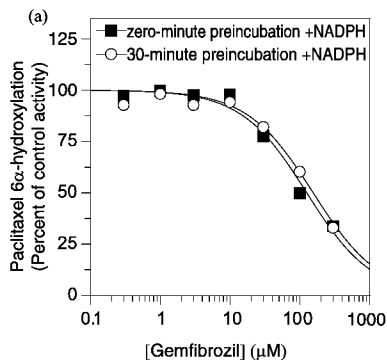 (a)
125
zero-minute preincubation +NADPH
30-minute preincubation +NADPH
100
75
50
25
0
Paclitaxel 6α-hydroxylation
(Percent of control activity)
0.1
1
10
100
1000
[Gemfibrozil] (μM)